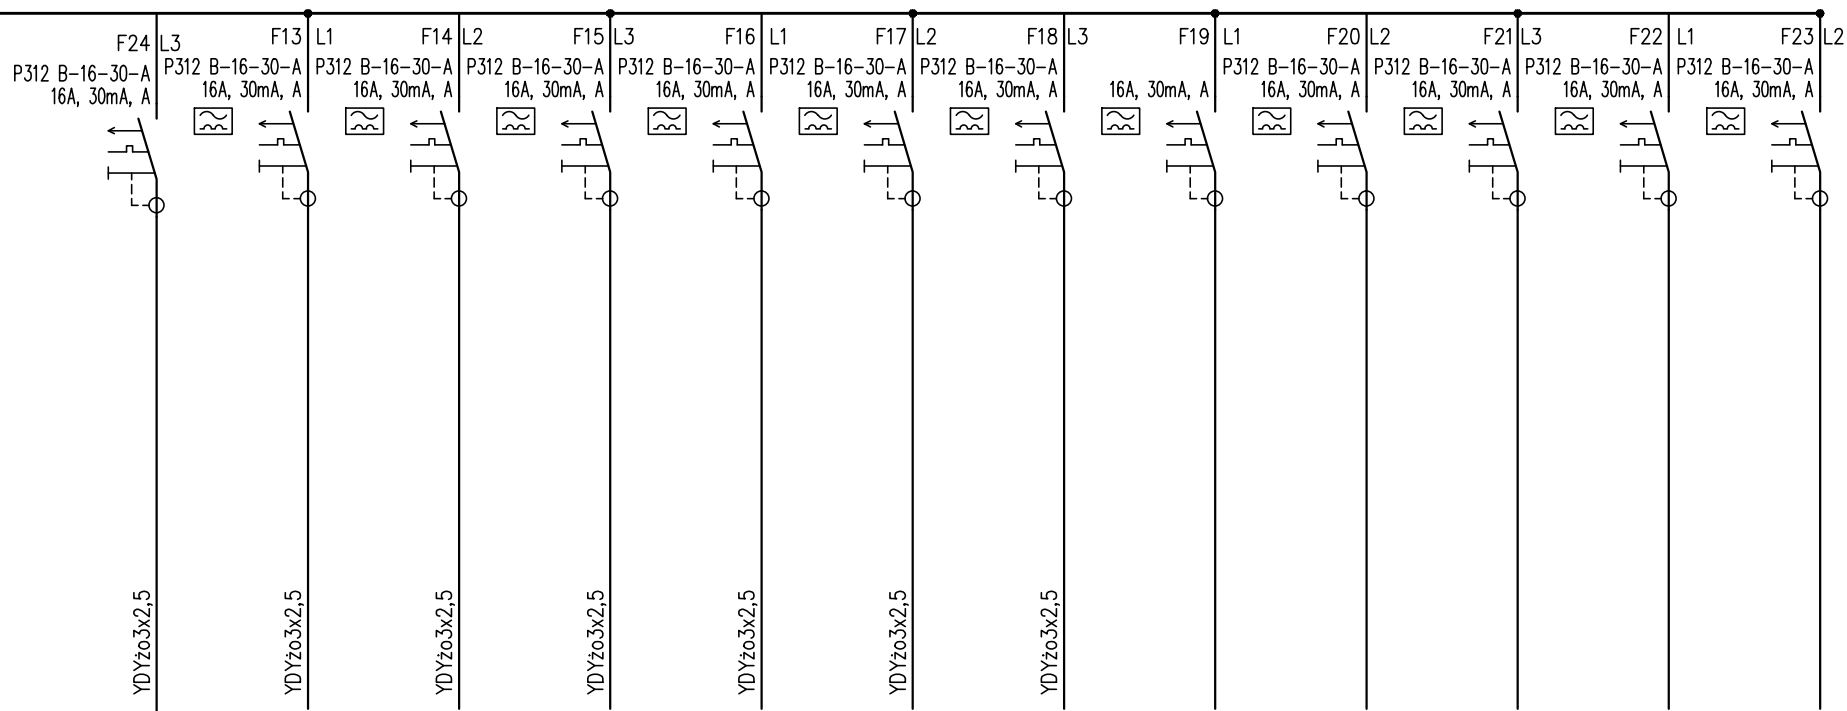 F24 L3
P312 B-16-30-A
16A, 30mA, A
YDYżo3x2,5
F13 L1
P312 B-16-30-A
16A, 30mA, A
YDYżo3x2,5
F14 L2
P312 B-16-30-A
16A, 30mA, A
YDYżo3x2,5
F15 L3
P312 B-16-30-A
16A, 30mA, A
YDYżo3x2,5
F16 L1
P312 B-16-30-A
16A, 30mA, A
YDYżo3x2,5
F17 L2
P312 B-16-30-A
16A, 30mA, A
YDYżo3x2,5
F18 L3
P312 B-16-30-A
16A, 30mA, A
YDYżo3x2,5
F19 L1
16A, 30mA, A
F20 L2
P312 B-16-30-A
16A, 30mA, A
F21 L3
P312 B-16-30-A
16A, 30mA, A
F22 L1
P312 B-16-30-A
16A, 30mA, A
F23 L2
P312 B-16-30-A
16A, 30mA, A